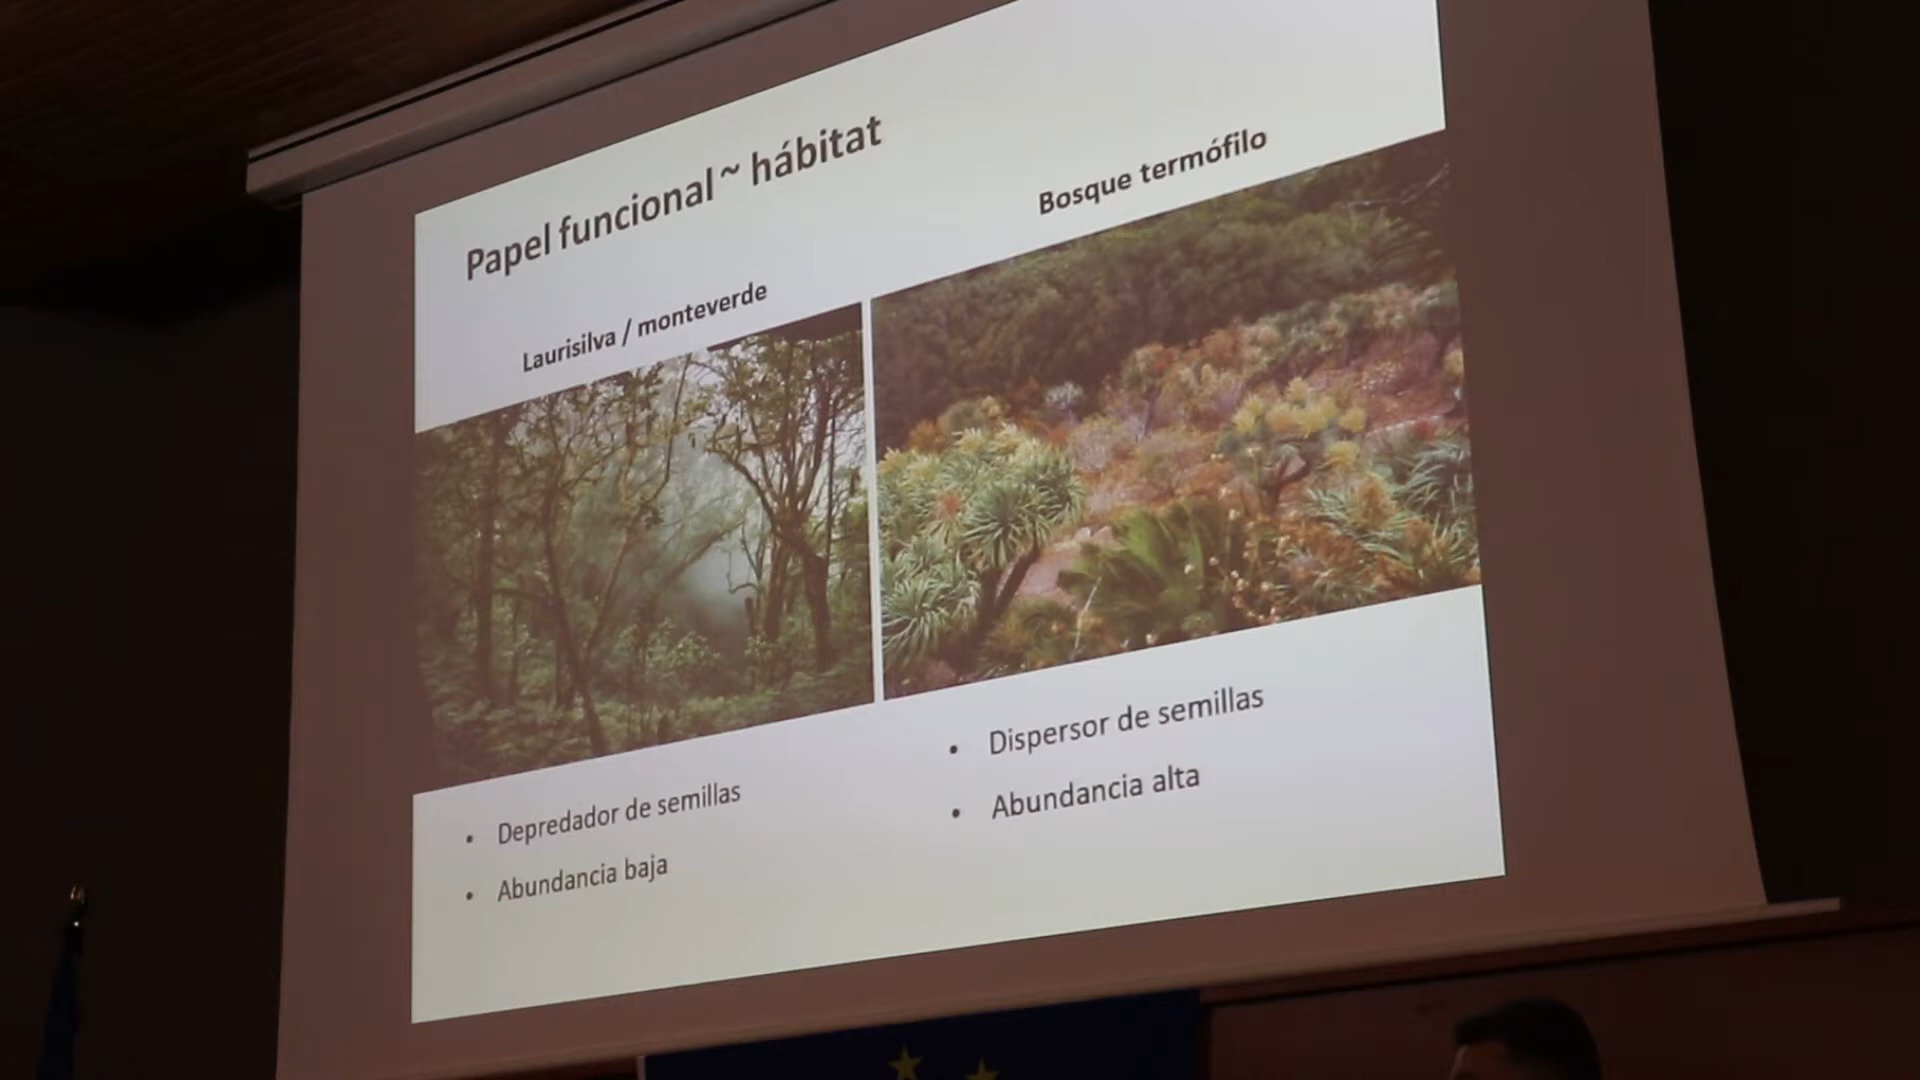 Papel funcional ~ hábitat
Laurisilva / monteverde
Bosque termófilo
• Depredador de semillas
• Abundancia baja
• Dispersor de semillas
• Abundancia alta